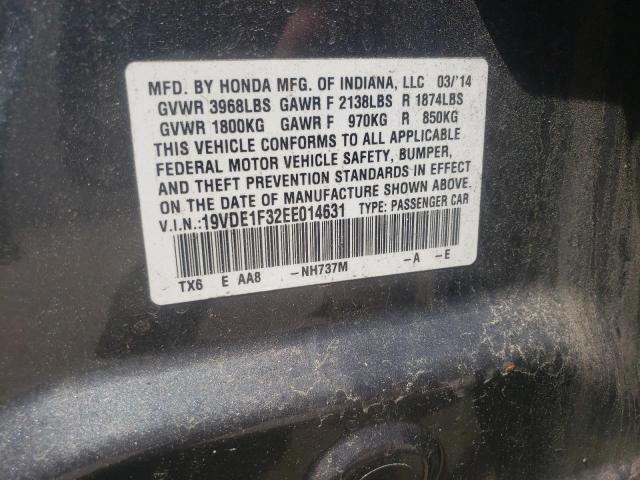 MFD. BY HONDA MFG. OF INDIANA, LLC 03/'14
GVWR 3968LBS GAWR F 2138LBS R 1874LBS
GVWR 1800KG GAWR F 970KG R 850KG
THIS VEHICLE CONFORMS TO ALL APPLICABLE
FEDERAL MOTOR VEHICLE SAFETY, BUMPER,
AND THEFT PREVENTION STANDARDS IN EFFECT
ON THE DATE OF MANUFACTURE SHOWN ABOVE.
V.I.N.:19VDE1F32EE014631 TYPE: PASSENGER CAR
TX6 E AA8 -NH737M -A -E